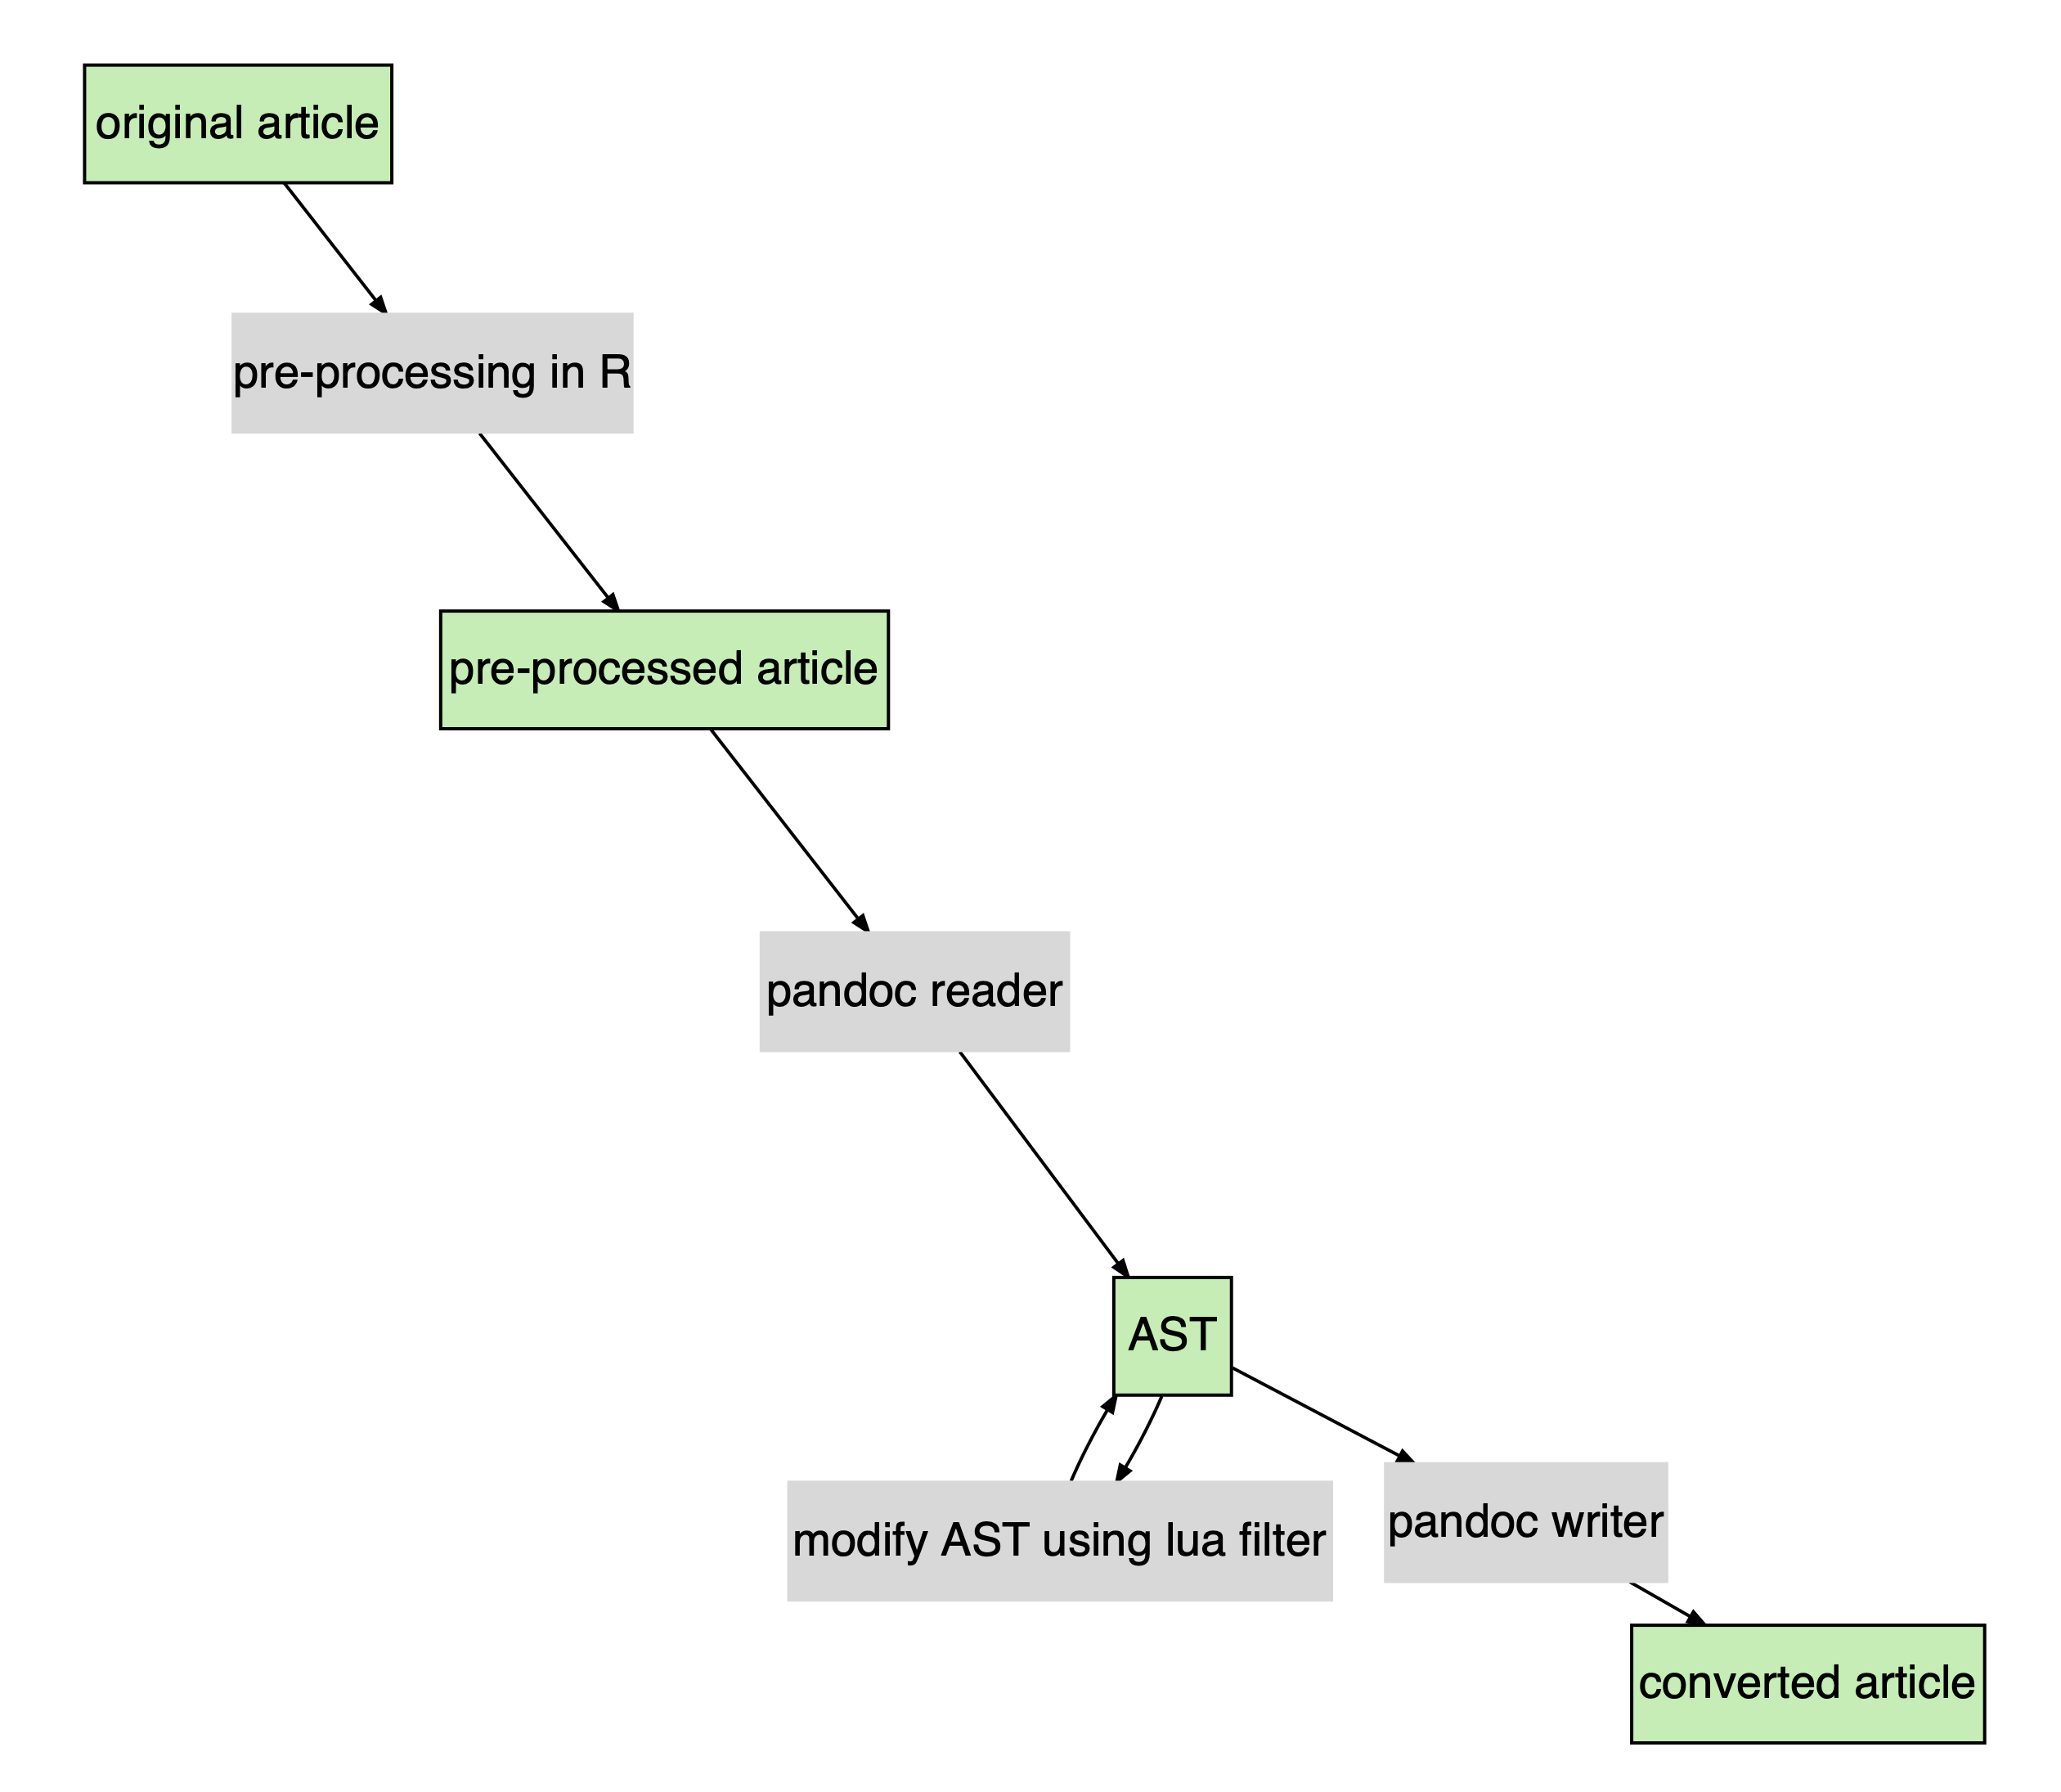 original article
pre-processing in R
pre-processed article
pandoc reader
AST
modify AST using lua filter
pandoc writer
converted article